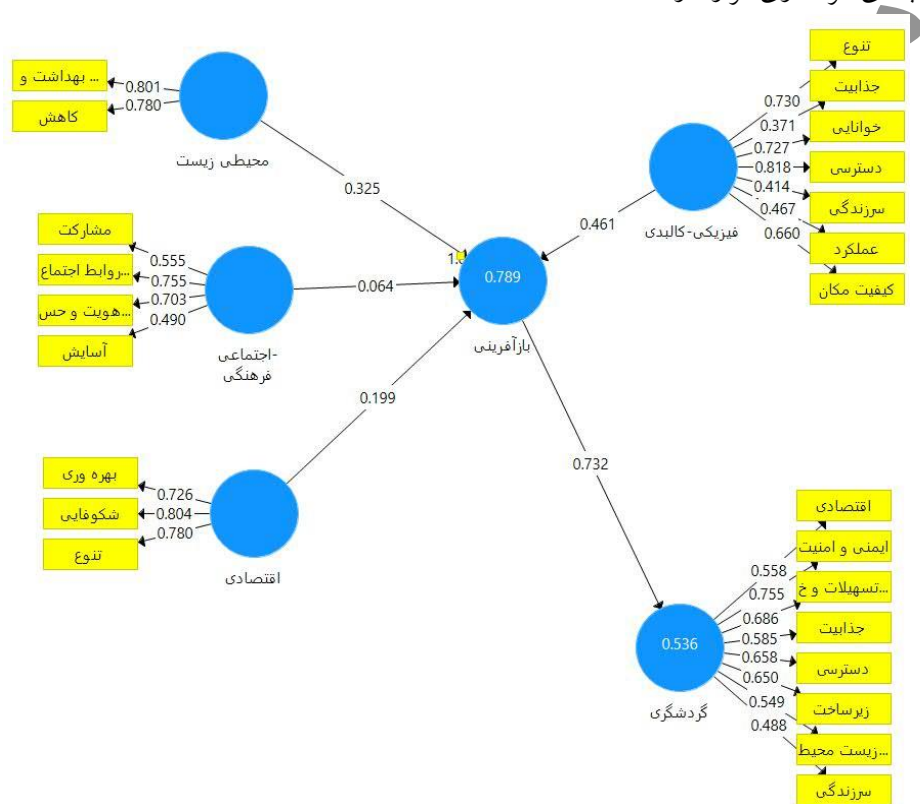 تنوع
جذابیت
خوانایی
دسترسی
سرزندگی
عملکرد
کیفیت مکان
0.730
0.371
0.727
0.818
0.414
0.467
0.660
فیزیکی-کالبدی
0.461
... بهداشت و
کاهش
0.801
0.780
محیطی زیست
0.325
مشارکت
روابط اجتماع...
هویت و حس...
آسایش
0.555
0.755
0.703
0.490
اجتماعی-
فرهنگی
0.064
بهره وری
شکوفایی
تنوع
0.726
0.804
0.780
اقتصادی
0.199
0.789
بازآفرینی
0.732
اقتصادی
ایمنی و امنیت
تسهیلات و خ...
جذابیت
دسترسی
زیرساخت
زیست محیط...
سرزندگی
0.558
0.755
0.686
0.585
0.658
0.650
0.549
0.488
0.536
گردشگری